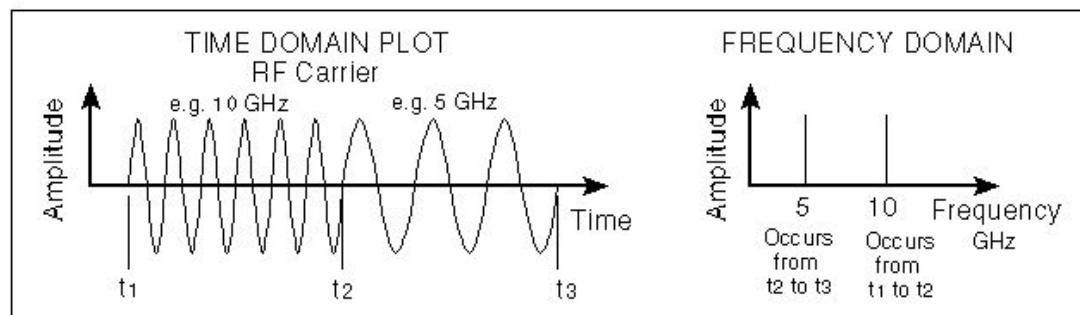 TIME DOMAIN PLOT
RF Carrier
e.g. 10 GHz
e.g. 5 GHz
Amplitude
Time
t1
t2
t3
FREQUENCY DOMAIN
Amplitude
5
10
Frequency
GHz
Occurs
from
t2 to t3
Occurs
from
t1 to t2